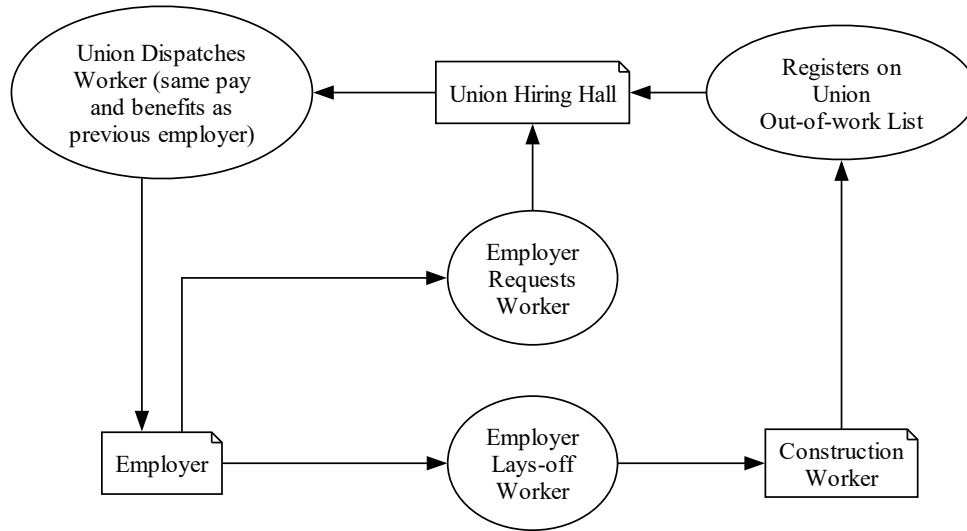 Union Dispatches
Worker (same pay
and benefits as
previous employer)
Union Hiring Hall
Registers on
Union
Out-of-work List
Employer
Requests
Worker
Employer
Employer
Lays-off
Worker
Construction
Worker